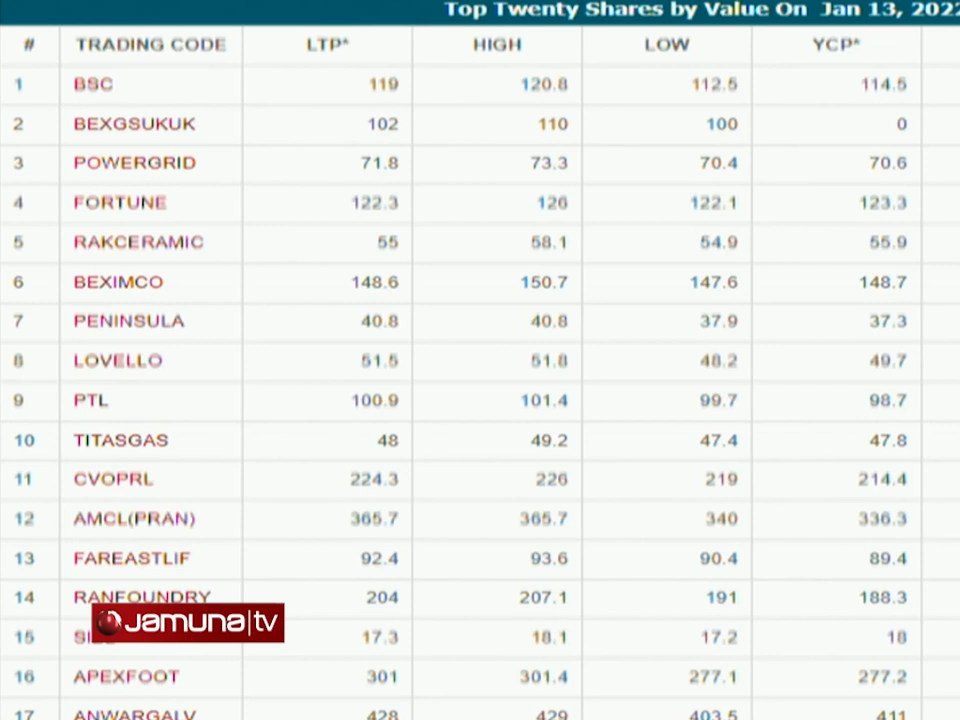 Top Twenty Shares by Value On Jan 13, 2022
# TRADING CODE LTP* HIGH LOW YCP*
1 BSC 119 120.8 112.5 114.5
2 BEXGSUKUK 102 110 100 0
3 POWERGRID 71.8 73.3 70.4 70.6
4 FORTUNE 122.3 126 122.1 123.3
5 RAKCERAMIC 55 58.1 54.9 55.9
6 BEXIMCO 148.6 150.7 147.6 148.7
7 PENINSULA 40.8 40.8 37.9 37.3
8 LOVELLO 51.5 51.8 48.2 49.7
9 PTL 100.9 101.4 99.7 98.7
10 TITASGAS 48 49.2 47.4 47.8
11 CVOPRL 224.3 226 219 214.4
12 AMCL(PRAN) 365.7 365.7 340 336.3
13 FAREASTLIF 92.4 93.6 90.4 89.4
14 RANFOUNDRY 204 207.1 191 188.3
Jamuna|tv
15 17.3 18.1 17.2 18
16 APEXFOOT 301 301.4 277.1 277.2
17 ANWARGALV 428 429 403.5 411